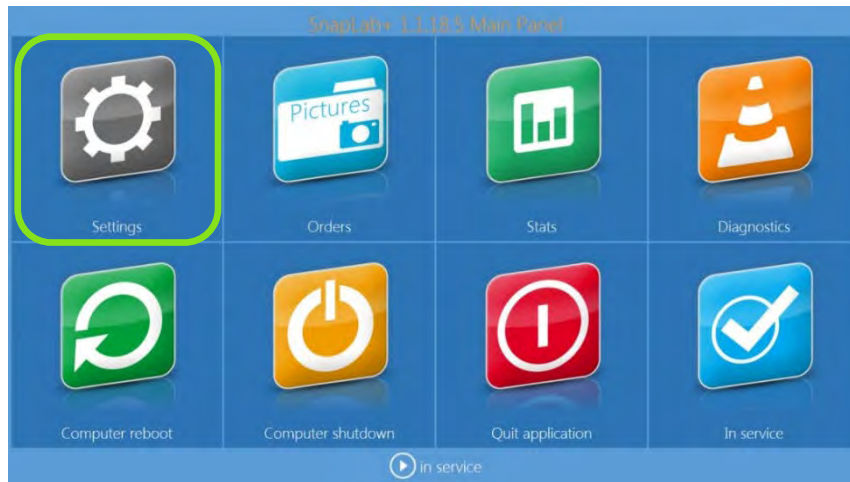 SnapLab+ 1.1.18.5 Main Panel
Pictures
Settings
Orders
Stats
Diagnostics
Computer reboot
Computer shutdown
Quit application
In service
in service